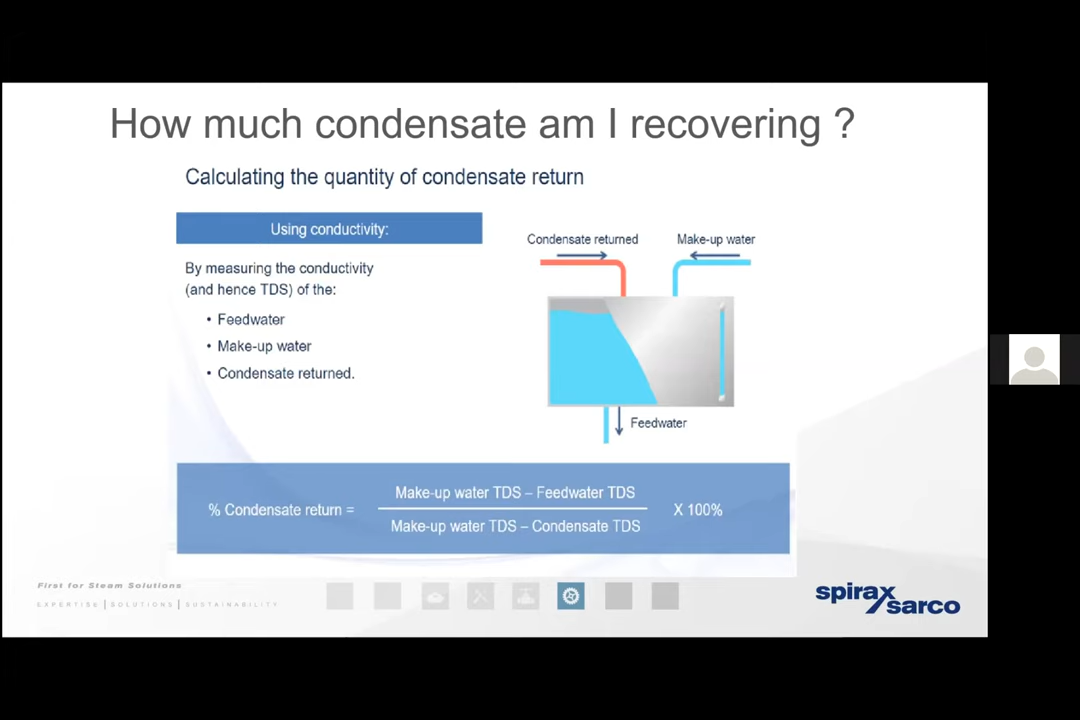 How much condensate am I recovering ?
Calculating the quantity of condensate return
Using conductivity:
By measuring the conductivity
(and hence TDS) of the:
• Feedwater
• Make-up water
• Condensate returned.
Condensate returned
Make-up water
Feedwater
% Condensate return =
Make-up water TDS – Feedwater TDS
Make-up water TDS – Condensate TDS
X 100%
First for Steam Solutions
EXPERTISE | SOLUTIONS | SUSTAINABILITY
spirax
sarco